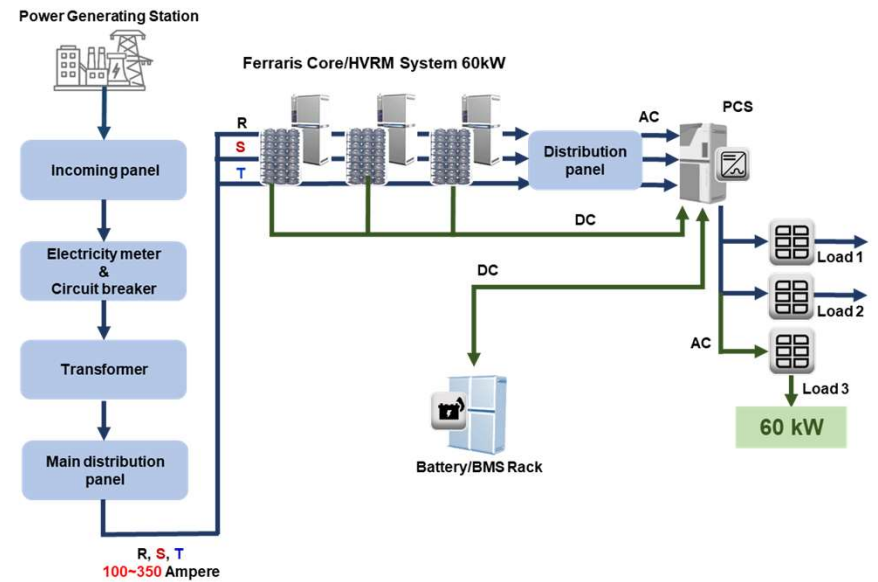 Power Generating Station
Ferraris Core/HVRM System 60kW
Incoming panel
Electricity meter
&
Circuit breaker
Transformer
Main distribution
panel
R, S, T
100~350 Ampere
R
S
T
Distribution
panel
AC
PCS
DC
DC
Load 1
Load 2
AC
Load 3
60 kW
Battery/BMS Rack